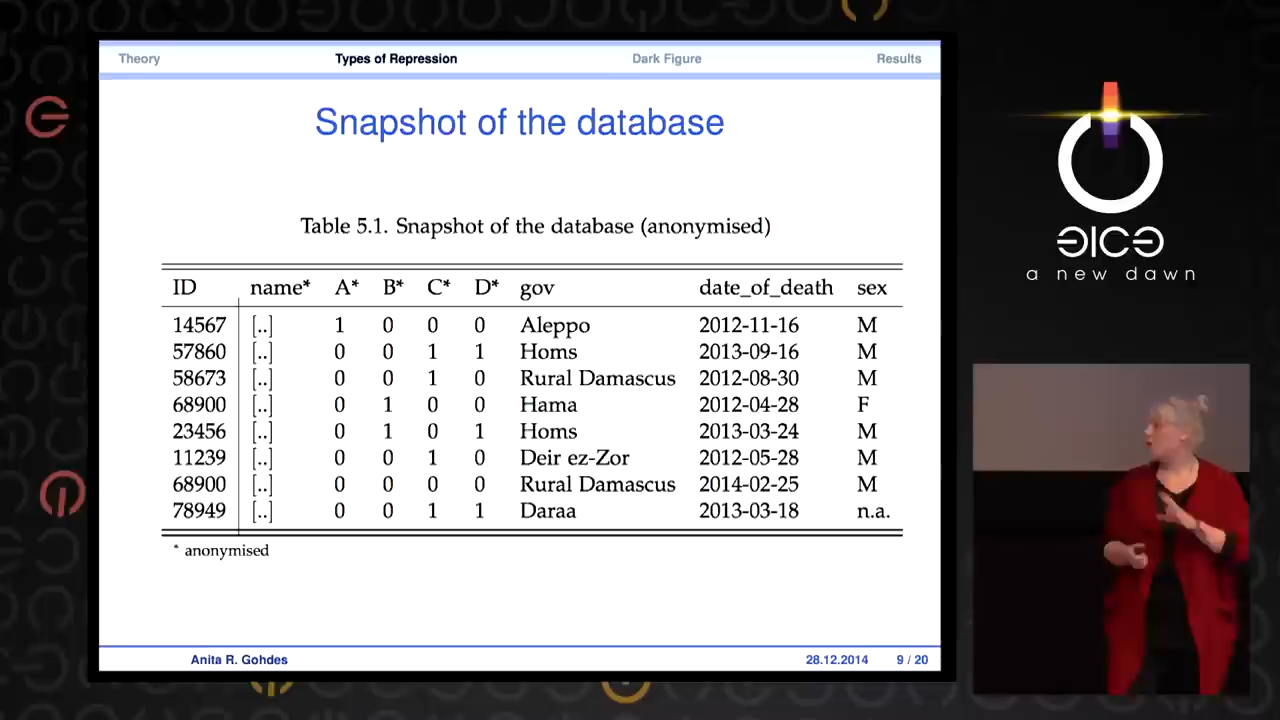 Theory Types of Repression Dark Figure Results
Snapshot of the database
Table 5.1. Snapshot of the database (anonymised)
ID name* A* B* C* D* gov date_of_death sex
14567 [..] 1 0 0 0 Aleppo 2012-11-16 M
57860 [..] 0 0 1 1 Homs 2013-09-16 M
58673 [..] 0 0 1 0 Rural Damascus 2012-08-30 M
68900 [..] 0 1 0 0 Hama 2012-04-28 F
23456 [..] 0 1 0 1 Homs 2013-03-24 M
11239 [..] 0 0 1 0 Deir ez-Zor 2012-05-28 M
68900 [..] 0 0 0 0 Rural Damascus 2014-02-25 M
78949 [..] 0 0 1 1 Daraa 2013-03-18 n.a.
* anonymised
Anita R. Gohdes 28.12.2014 9 / 20
a new dawn